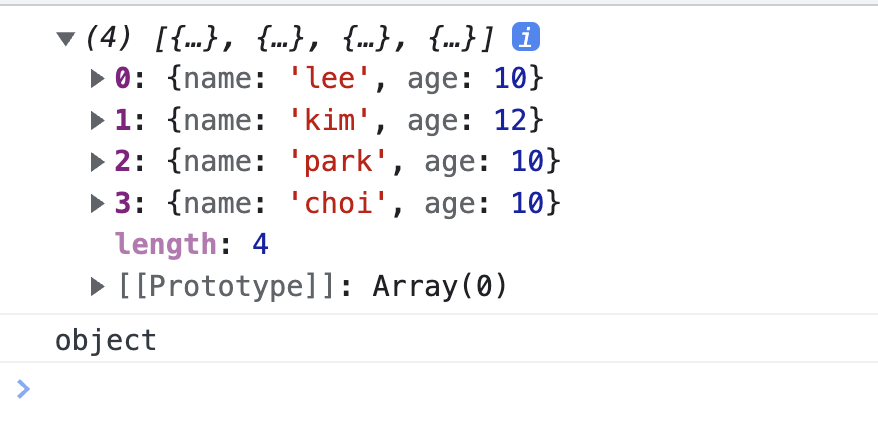 ▼ (4) [{…}, {…}, {…}, {…}] i
▶ 0: {name: 'lee', age: 10}
▶ 1: {name: 'kim', age: 12}
▶ 2: {name: 'park', age: 10}
▶ 3: {name: 'choi', age: 10}
length: 4
▶ [[Prototype]]: Array(0)
object
>